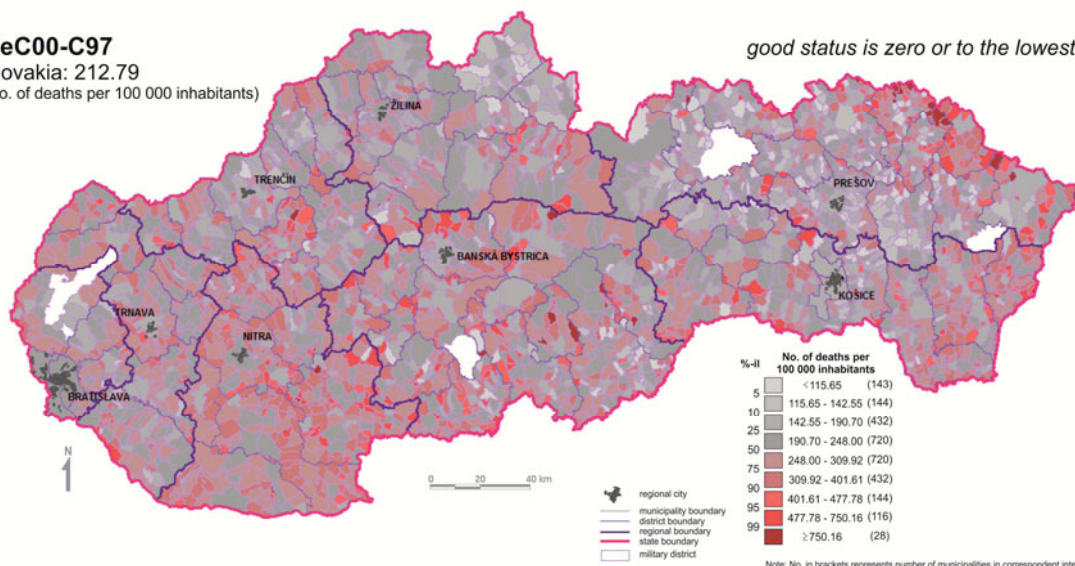 eC00-C97
ovakia: 212.79
o. of deaths per 100 000 inhabitants)
good status is zero or to the lowest
ŽILINA
TRENČÍN
PREŠOV
BANSKÁ BYSTRICA
KOŠICE
TRNAVA
NITRA
BRATISLAVA
N
0 20 40 km
regional city
municipality boundary
district boundary
regional boundary
state boundary
military district
%-il No. of deaths per
100 000 inhabitants
<115.65 (143)
5
115.65 - 142.55 (144)
10
142.55 - 190.70 (432)
25
190.70 - 248.00 (720)
50
248.00 - 309.92 (720)
75
309.92 - 401.61 (432)
90
401.61 - 477.78 (144)
95
477.78 - 750.16 (116)
99
≥750.16 (28)
Note: No. in brackets represents number of municipalities in correspondent inte